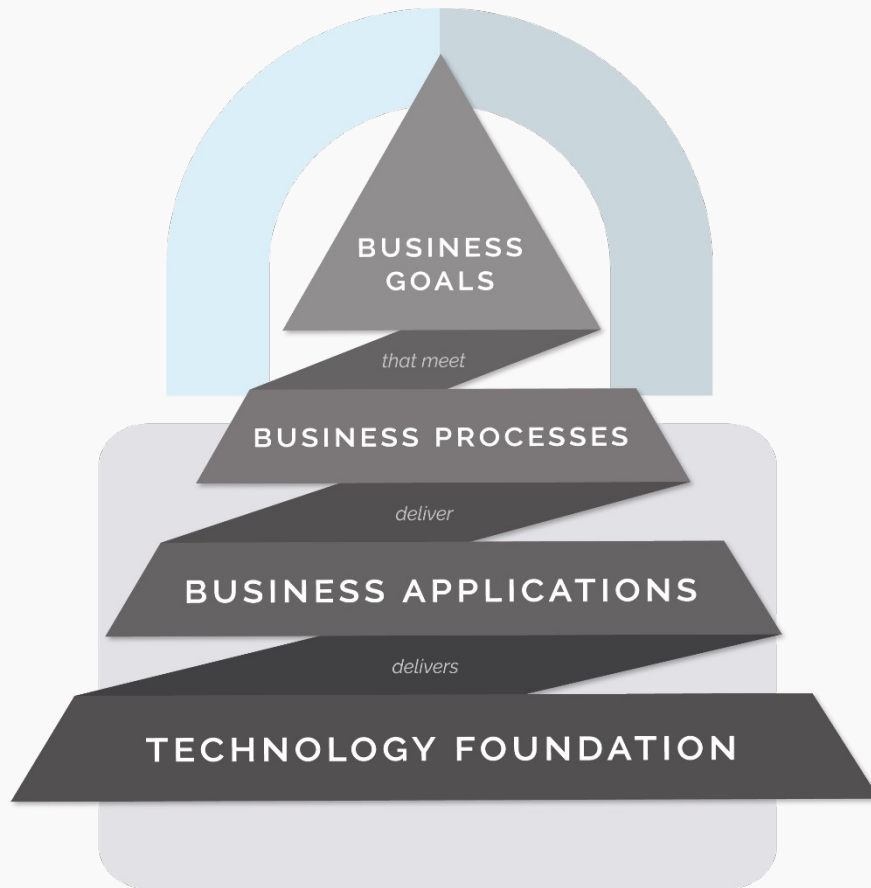 BUSINESS
GOALS
that meet
BUSINESS PROCESSES
deliver
BUSINESS APPLICATIONS
delivers
TECHNOLOGY FOUNDATION